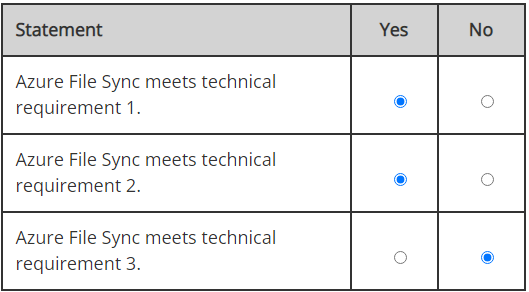 Statement Yes No
Azure File Sync meets technical
requirement 1.
Azure File Sync meets technical
requirement 2.
Azure File Sync meets technical
requirement 3.